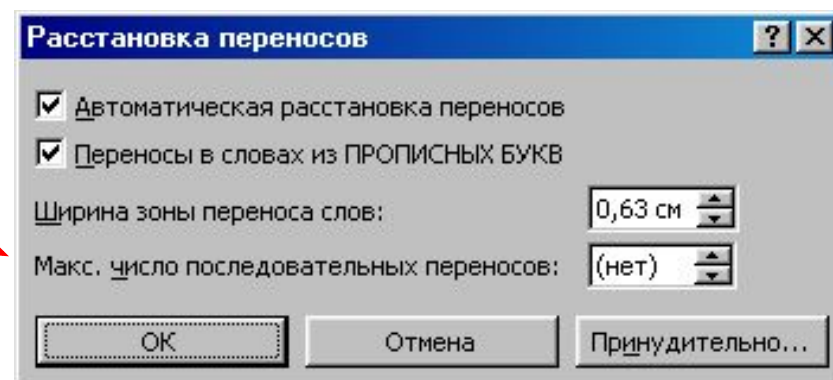 Расстановка переносов
Автоматическая расстановка переносов
Переносы в словах из ПРОПИСНЫХ БУКВ
Ширина зоны переноса слов: 0,63 см
Макс. число последовательных переносов: (нет)
ОК Отмена Принудительно...